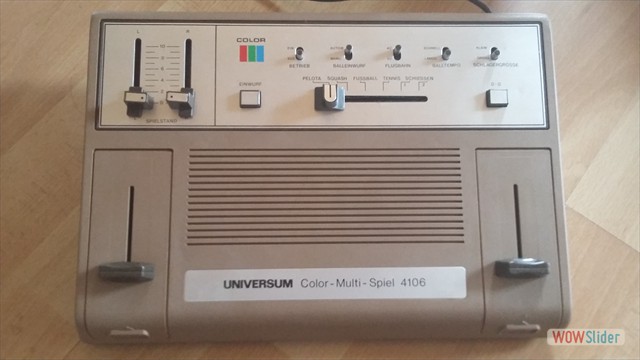 COLOR
L R
BETRIEB BALLEINWURF FLUGBAHN BALLTEMPO SCHLÄGERGRÖSSE
PELOTA SQUASH FUSSBALL TENNIS SCHIESSEN
EINWURF
SPIELSTAND
UNIVERSUM Color-Multi-Spiel 4106
WOWSlider